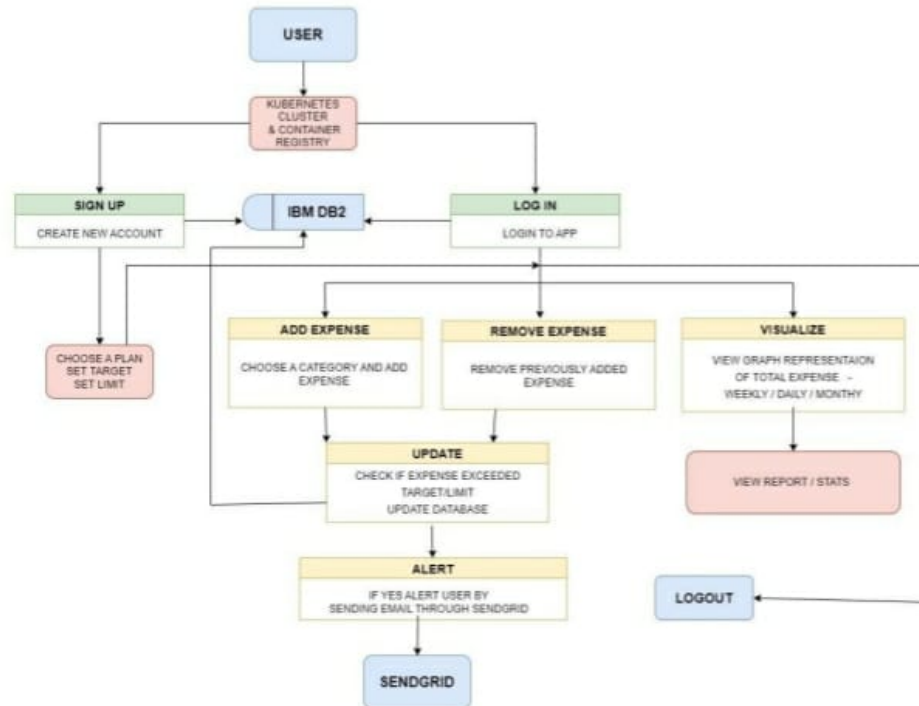 USER
KUBERNETES
CLUSTER
& CONTAINER
REGISTRY
SIGN UP
CREATE NEW ACCOUNT
IBM DB2
LOG IN
LOGIN TO APP
CHOOSE A PLAN
SET TARGET
SET LIMIT
ADD EXPENSE
CHOOSE A CATEGORY AND ADD
EXPENSE
REMOVE EXPENSE
REMOVE PREVIOUSLY ADDED
EXPENSE
VISUALIZE
VIEW GRAPH REPRESENTAION
OF TOTAL EXPENSE -
WEEKLY / DAILY / MONTHY
UPDATE
CHECK IF EXPENSE EXCEEDED
TARGET/LIMIT
UPDATE DATABASE
VIEW REPORT / STATS
ALERT
IF YES ALERT USER BY
SENDING EMAIL THROUGH SENDGRID
LOGOUT
SENDGRID